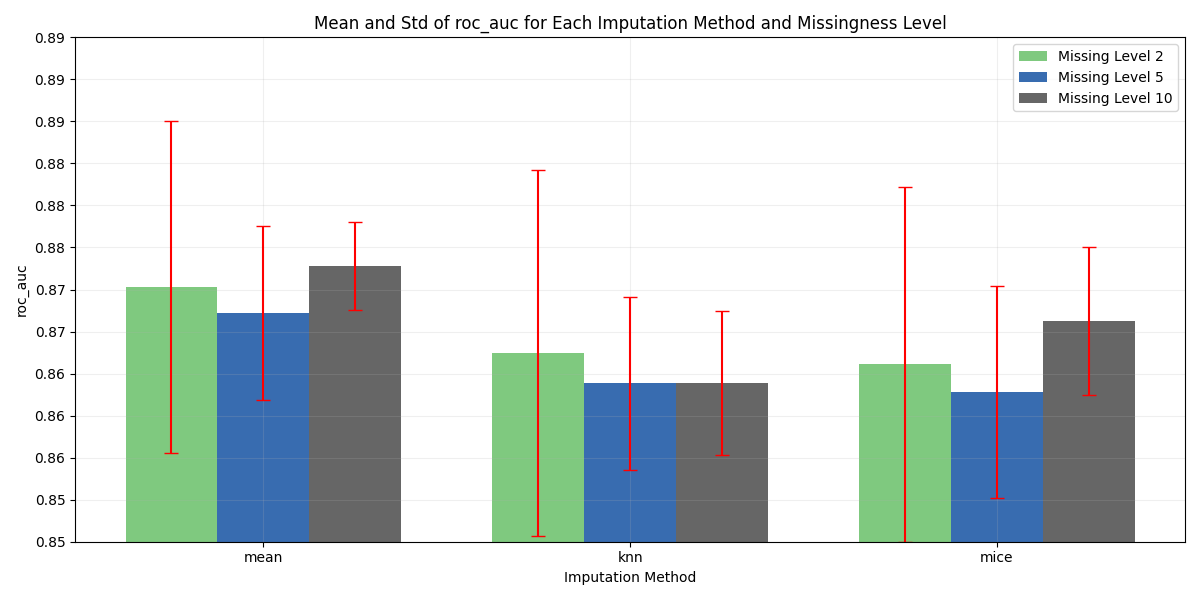 Mean and Std of roc_auc for Each Imputation Method and Missingness Level
0.89
0.89
0.89
0.88
0.88
0.88
0.87
0.87
0.86
0.86
0.86
0.85
0.85
roc_auc
Missing Level 2
Missing Level 5
Missing Level 10
mean
knn
mice
Imputation Method